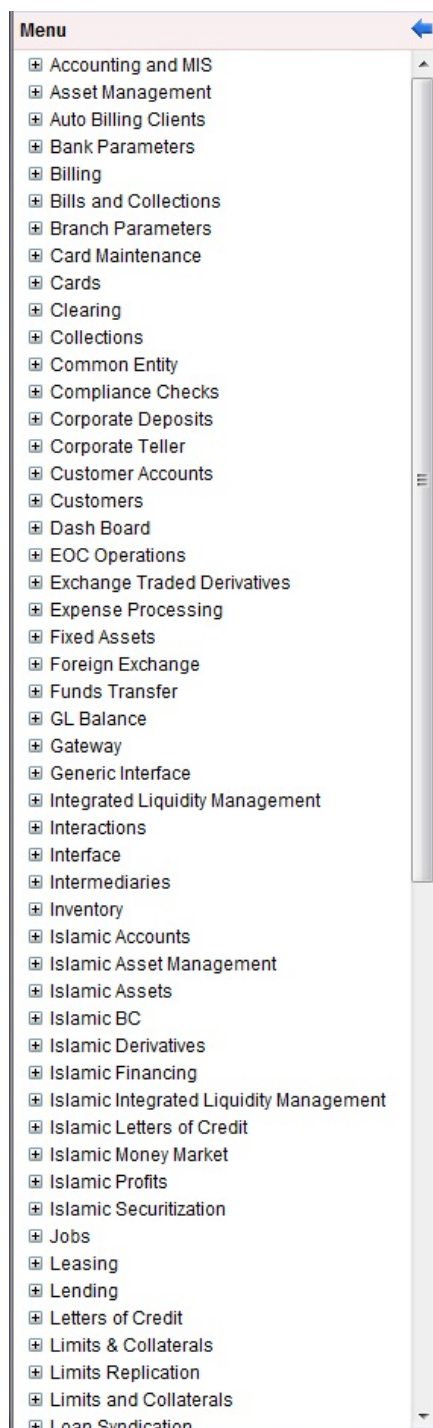 Menu
Accounting and MIS
Asset Management
Auto Billing Clients
Bank Parameters
Billing
Bills and Collections
Branch Parameters
Card Maintenance
Cards
Clearing
Collections
Common Entity
Compliance Checks
Corporate Deposits
Corporate Teller
Customer Accounts
Customers
Dash Board
EOC Operations
Exchange Traded Derivatives
Expense Processing
Fixed Assets
Foreign Exchange
Funds Transfer
GL Balance
Gateway
Generic Interface
Integrated Liquidity Management
Interactions
Interface
Intermediaries
Inventory
Islamic Accounts
Islamic Asset Management
Islamic Assets
Islamic BC
Islamic Derivatives
Islamic Financing
Islamic Integrated Liquidity Management
Islamic Letters of Credit
Islamic Money Market
Islamic Profits
Islamic Securitization
Jobs
Leasing
Lending
Letters of Credit
Limits & Collaterals
Limits Replication
Limits and Collaterals
Loan Syndication